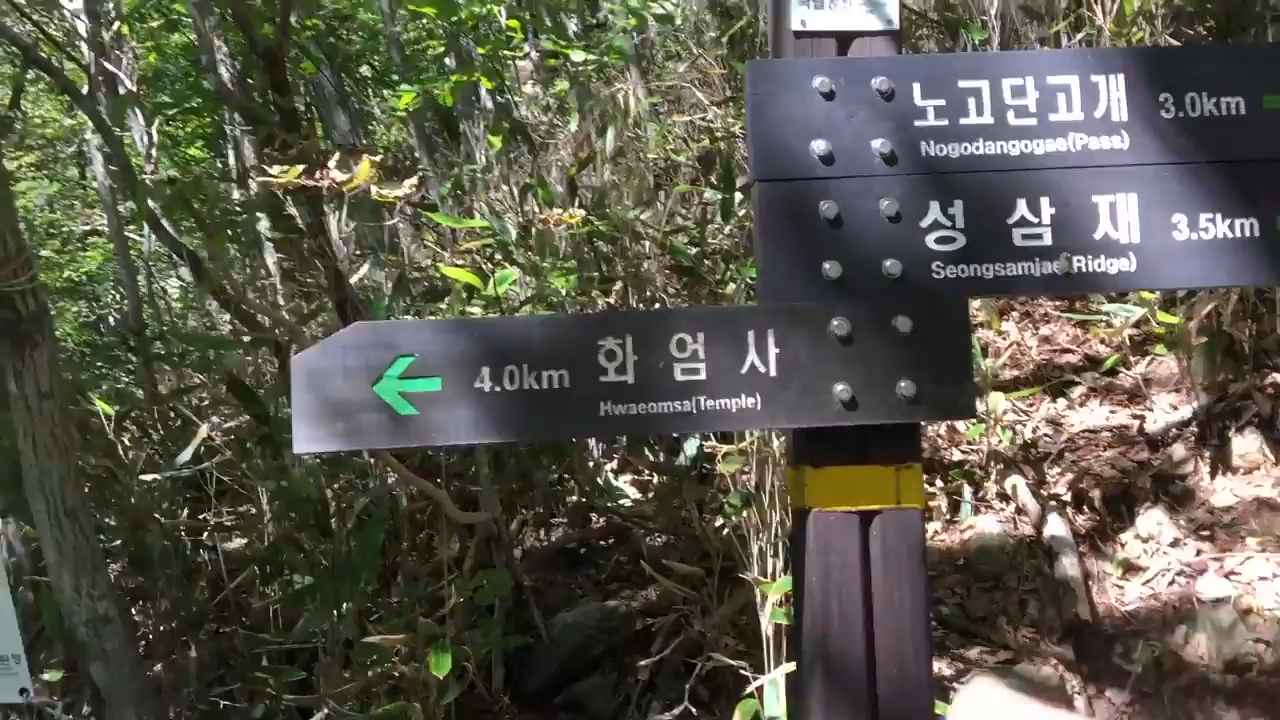 노고단고개 3.0km
Nogodangogae(Pass)
성삼재 3.5km
Seongsamjae(Ridge)
4.0km 화엄사
Hwaeomsa(Temple)